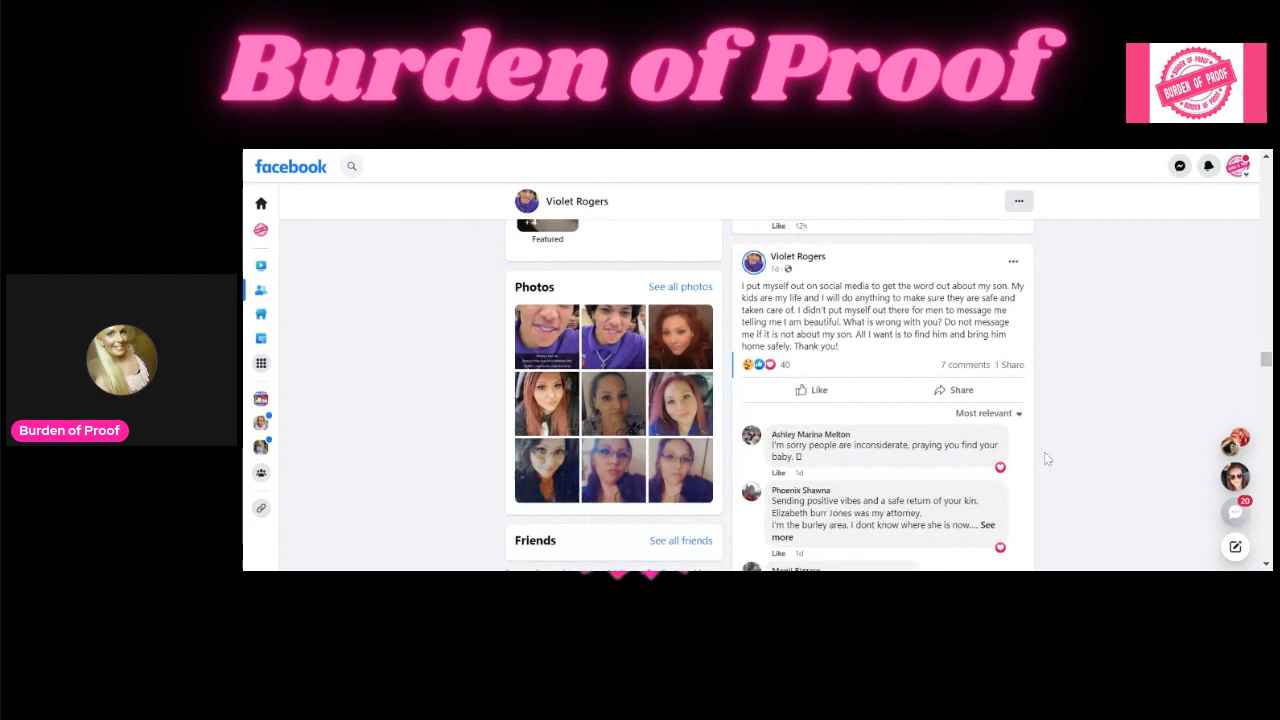 Burden of Proof
BURDEN OF PROOF
BURDEN OF PROOF
BURDEN OF PROOF
facebook
Violet Rogers
+4
Featured
Like 12h
Photos
See all photos
Violet Rogers
1d
I put myself out on social media to get the word out about my son. My
kids are my life and I will do anything to make sure they are safe and
taken care of. I didn't put myself out there for men to message me
telling me I am beautiful. What is wrong with you? Do not message
me if it is not about my son. All I want is to find him and bring him
home safely. Thank you!
40
7 comments 1 Share
Like
Share
Most relevant
Ashley Marina Melton
I'm sorry people are inconsiderate, praying you find your
baby.
Like 1d
Phoenix Shawna
Sending positive vibes and a safe return of your kin.
Elizabeth burr Jones was my attorney.
I'm the burley area. I dont know where she is now.... See
more
Like 1d
Friends
See all friends
20
Burden of Proof